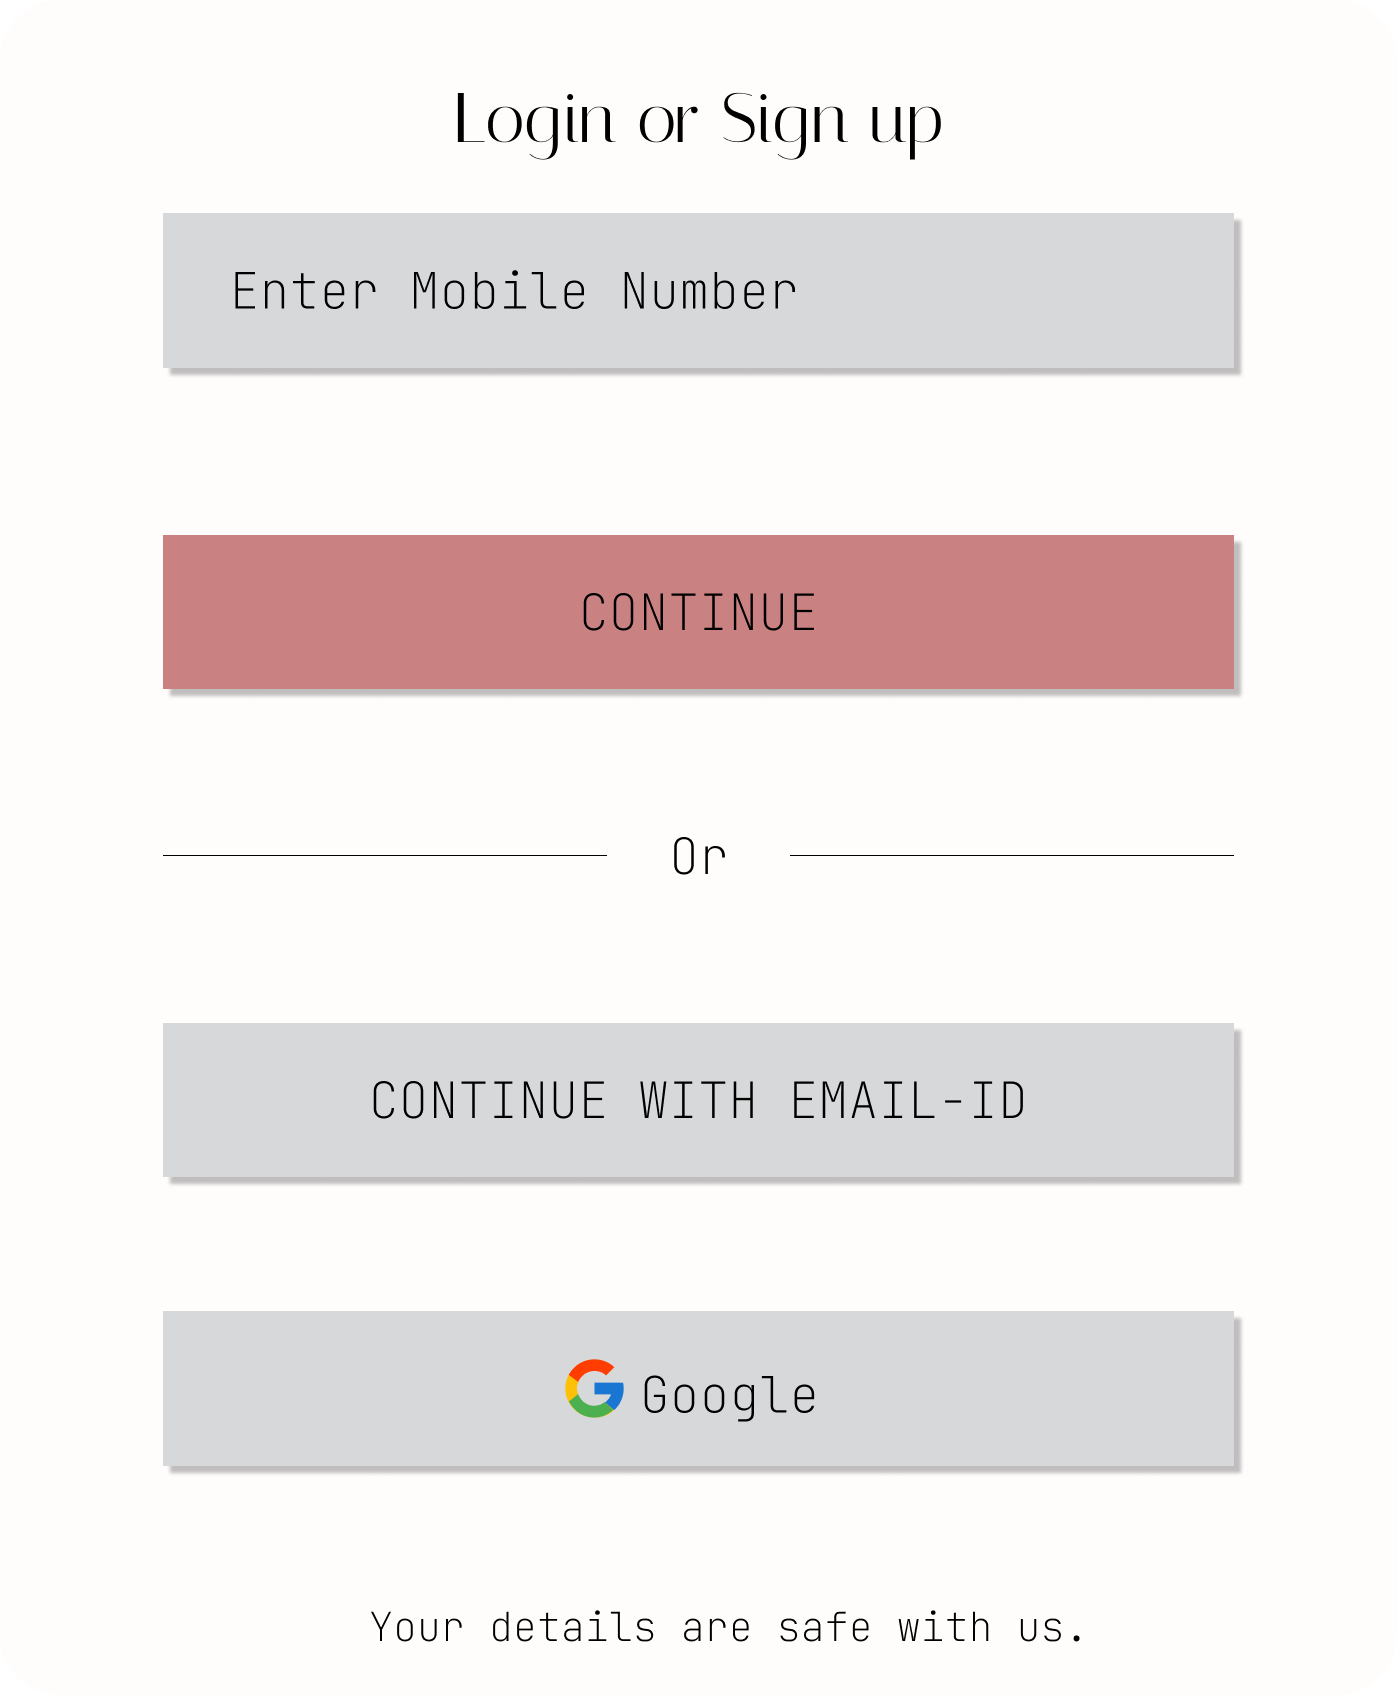 Login or Sign up
Enter Mobile Number
CONTINUE
Or
CONTINUE WITH EMAIL-ID
Google
Your details are safe with us.